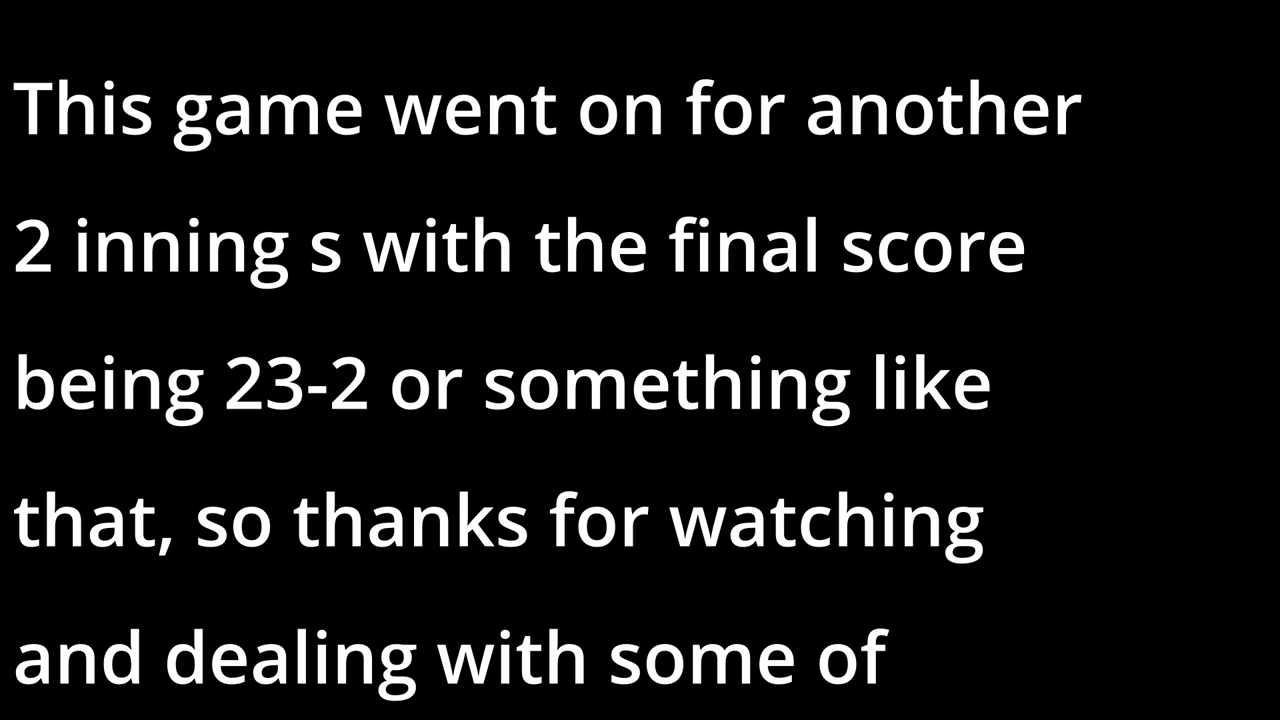 This game went on for another
2 inning s with the final score
being 23-2 or something like
that, so thanks for watching
and dealing with some of